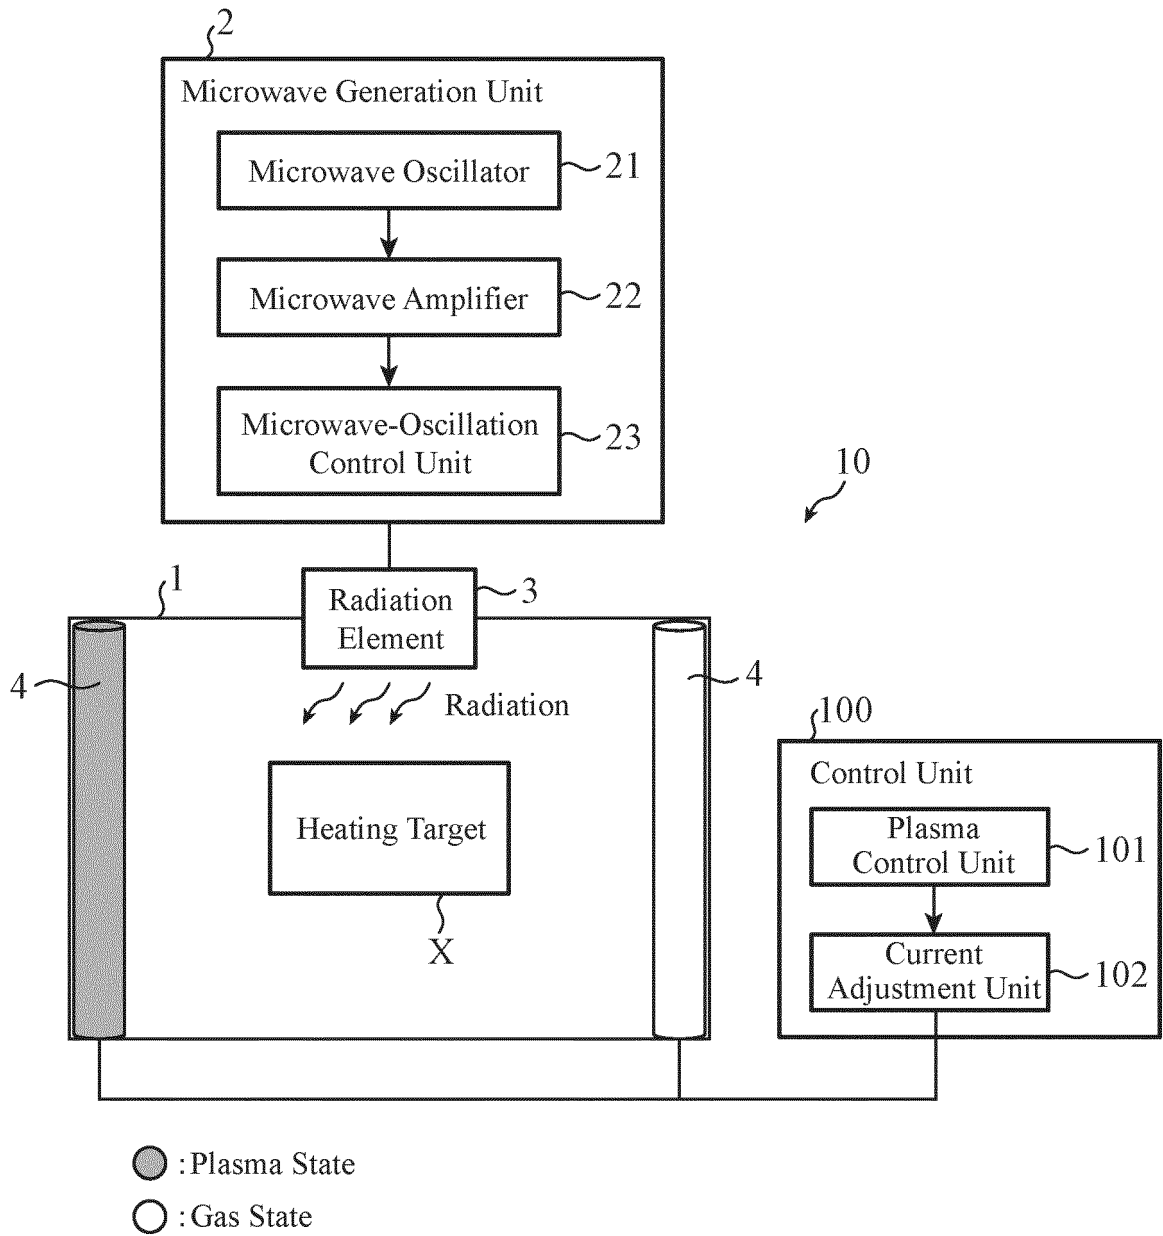 2
Microwave Generation Unit
Microwave Oscillator
21
Microwave Amplifier
22
Microwave-Oscillation
Control Unit
23
10
1
Radiation
Element
3
4
4
Radiation
Heating Target
X
100
Control Unit
Plasma
Control Unit
101
Current
Adjustment Unit
102
:Plasma State
:Gas State